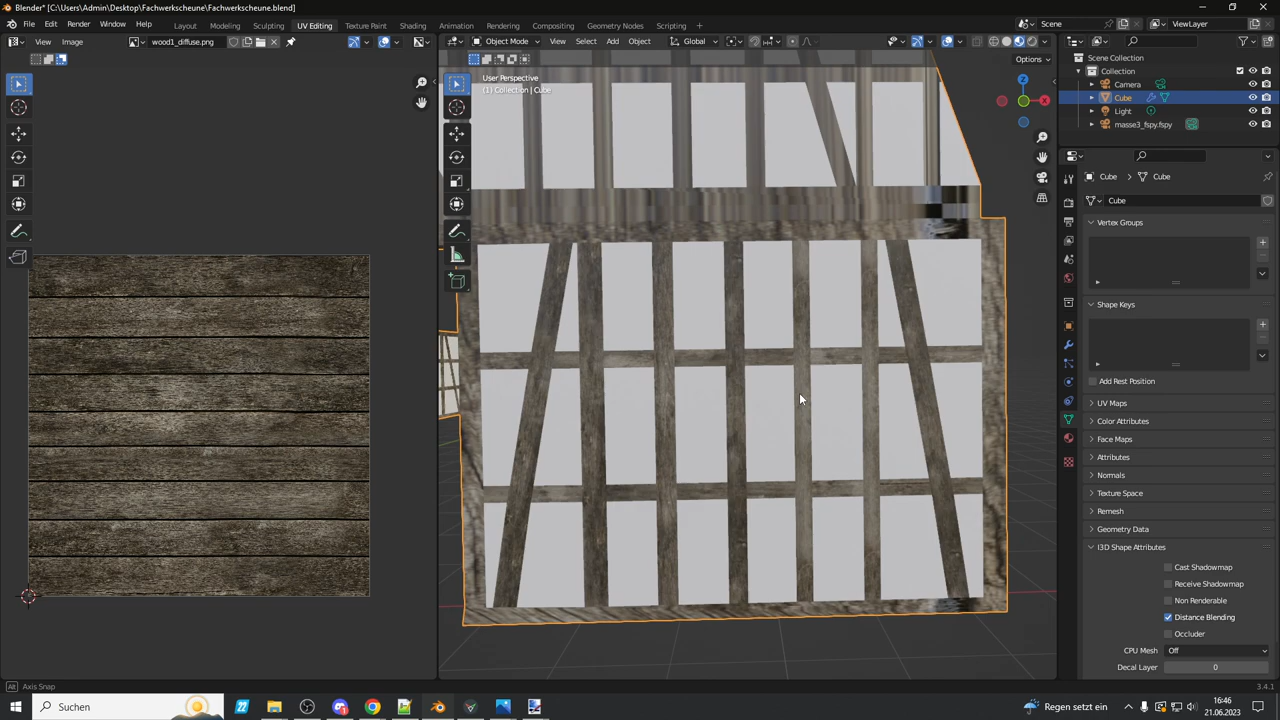 Blender* [C:\Users\Admin\Desktop\Fachwerkscheune\Fachwerkscheune.blend]
File Edit Render Window Help Layout Modeling Sculpting UV Editing Texture Paint Shading Animation Rendering Compositing Geometry Nodes Scripting + Scene ViewLayer
View Image wood1_diffuse.png Object Mode View Select Add Object Global
Options
User Perspective
(1) Collection | Cube
Scene Collection
Collection
Camera
Cube
Light
masse3_fspy.fspy
Z
X
Cube Cube
Cube
Vertex Groups
Shape Keys
Add Rest Position
UV Maps
Color Attributes
Face Maps
Attributes
Normals
Texture Space
Remesh
Geometry Data
I3D Shape Attributes
Cast Shadowmap
Receive Shadowmap
Non Renderable
Distance Blending
Occluder
CPU Mesh Off
Decal Layer 0
Alt Axis Snap 3.4.1
Suchen Regen setzt ein 16:46
21.06.2023